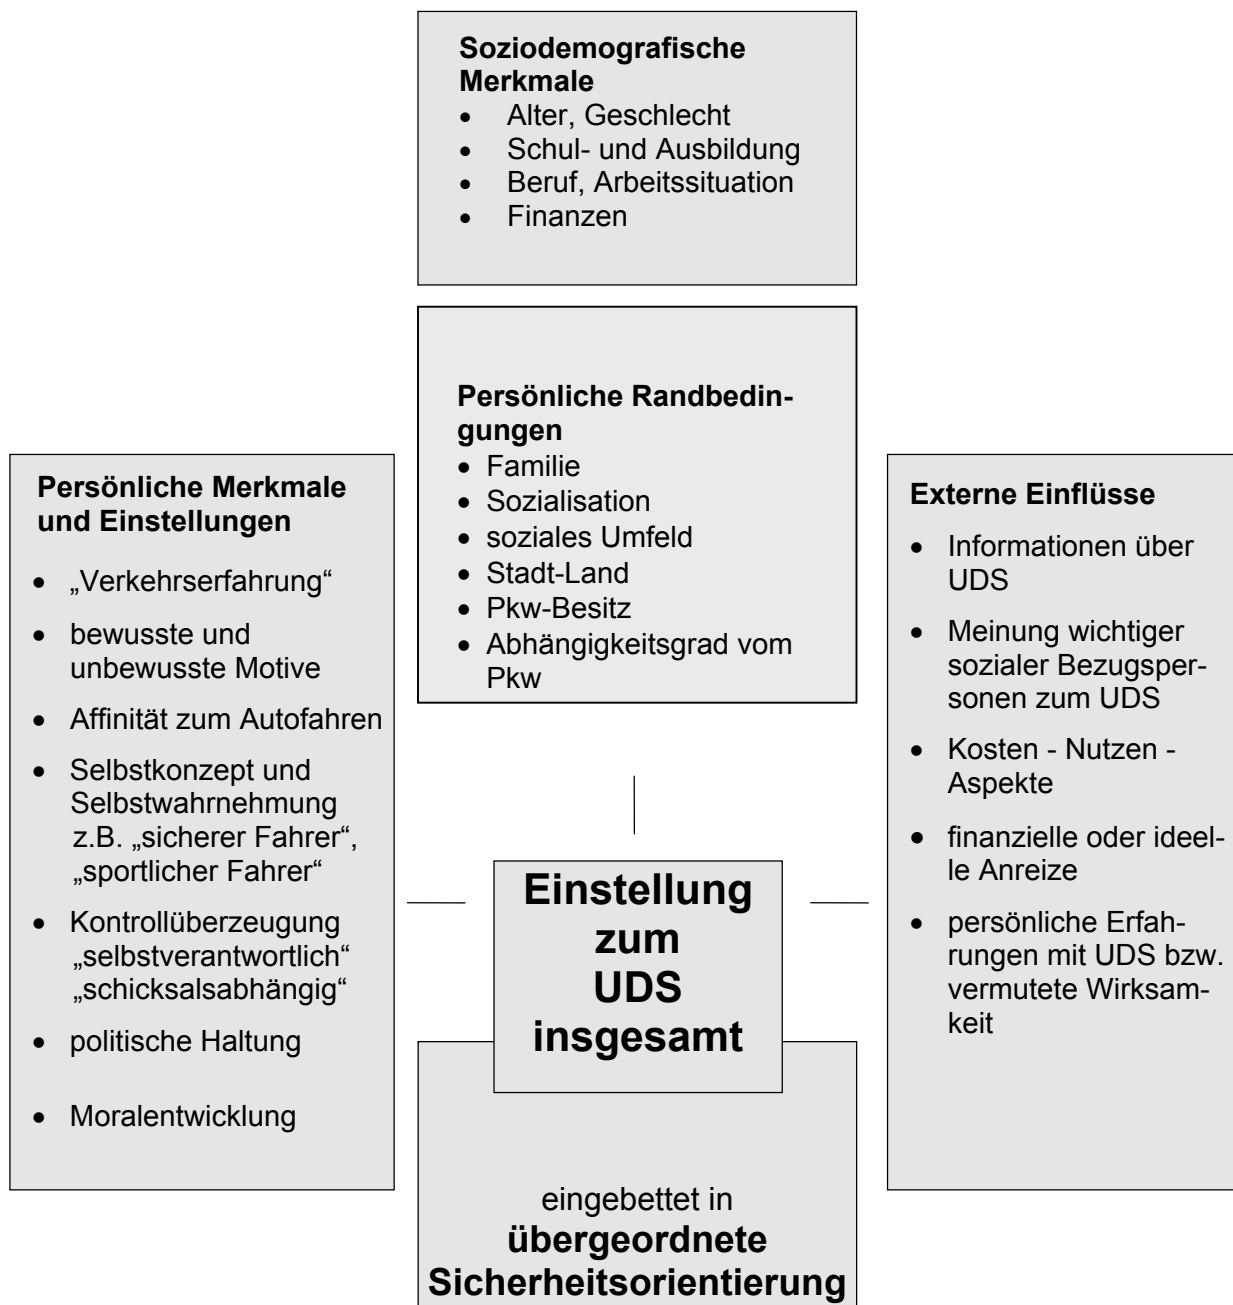 Soziodemografische
Merkmale
• Alter, Geschlecht
• Schul- und Ausbildung
• Beruf, Arbeitssituation
• Finanzen
Persönliche Randbedin-
gungen
• Familie
• Sozialisation
• soziales Umfeld
• Stadt-Land
• Pkw-Besitz
• Abhängigkeitsgrad vom
Pkw
Persönliche Merkmale
und Einstellungen
• „Verkehrserfahrung“
• bewusste und
unbewusste Motive
• Affinität zum Autofahren
• Selbstkonzept und
Selbstwahrnehmung
z.B. „sicherer Fahrer“,
„sportlicher Fahrer“
• Kontrollüberzeugung
„selbstverantwortlich“
„schicksalsabhängig“
• politische Haltung
• Moralentwicklung
Externe Einflüsse
• Informationen über
UDS
• Meinung wichtiger
sozialer Bezugsper-
sonen zum UDS
• Kosten - Nutzen -
Aspekte
• finanzielle oder ideel-
le Anreize
• persönliche Erfah-
rungen mit UDS bzw.
vermutete Wirksam-
keit
Einstellung
zum
UDS
insgesamt
eingebettet in
übergeordnete
Sicherheitsorientierung